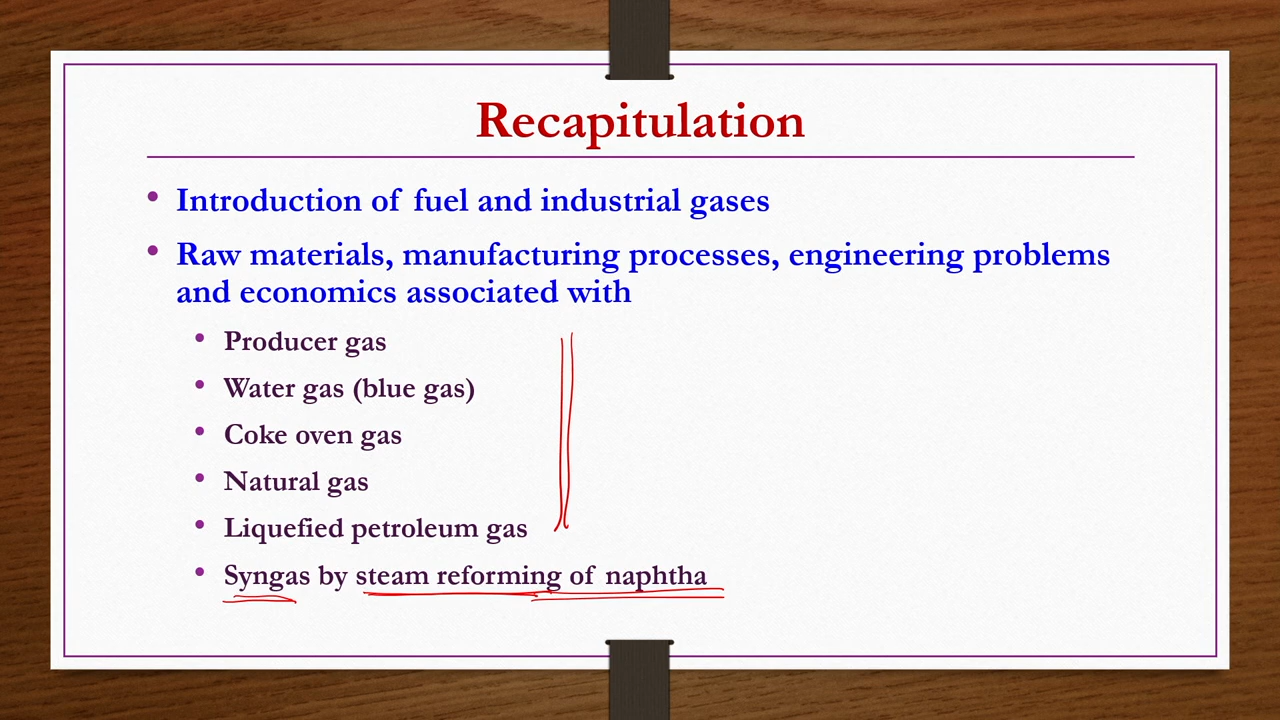 Recapitulation
• Introduction of fuel and industrial gases
• Raw materials, manufacturing processes, engineering problems
and economics associated with
• Producer gas
• Water gas (blue gas)
• Coke oven gas
• Natural gas
• Liquefied petroleum gas
• Syngas by steam reforming of naphtha